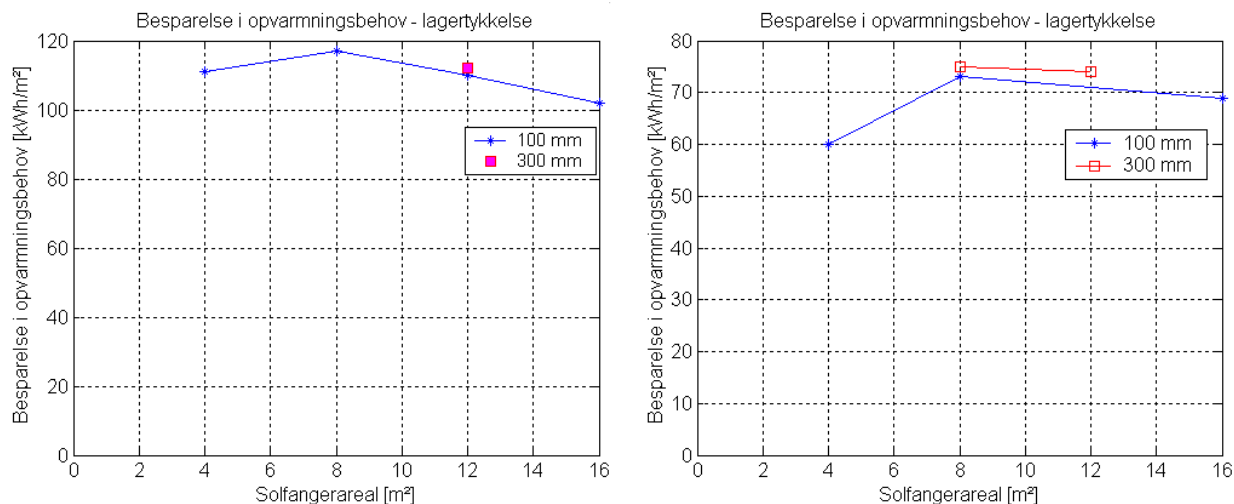 Besparelse i opvarmningsbehov - lagertykkelse
Besparelse i opvarmningsbehov [kWh/m²]
120
100
80
60
40
20
0
100 mm
300 mm
0 2 4 6 8 10 12 14 16
Solfangerareal [m²]
Besparelse i opvarmningsbehov - lagertykkelse
Besparelse i opvarmningsbehov [kWh/m²]
80
70
60
50
40
30
20
10
0
100 mm
300 mm
0 2 4 6 8 10 12 14 16
Solfangerareal [m²]